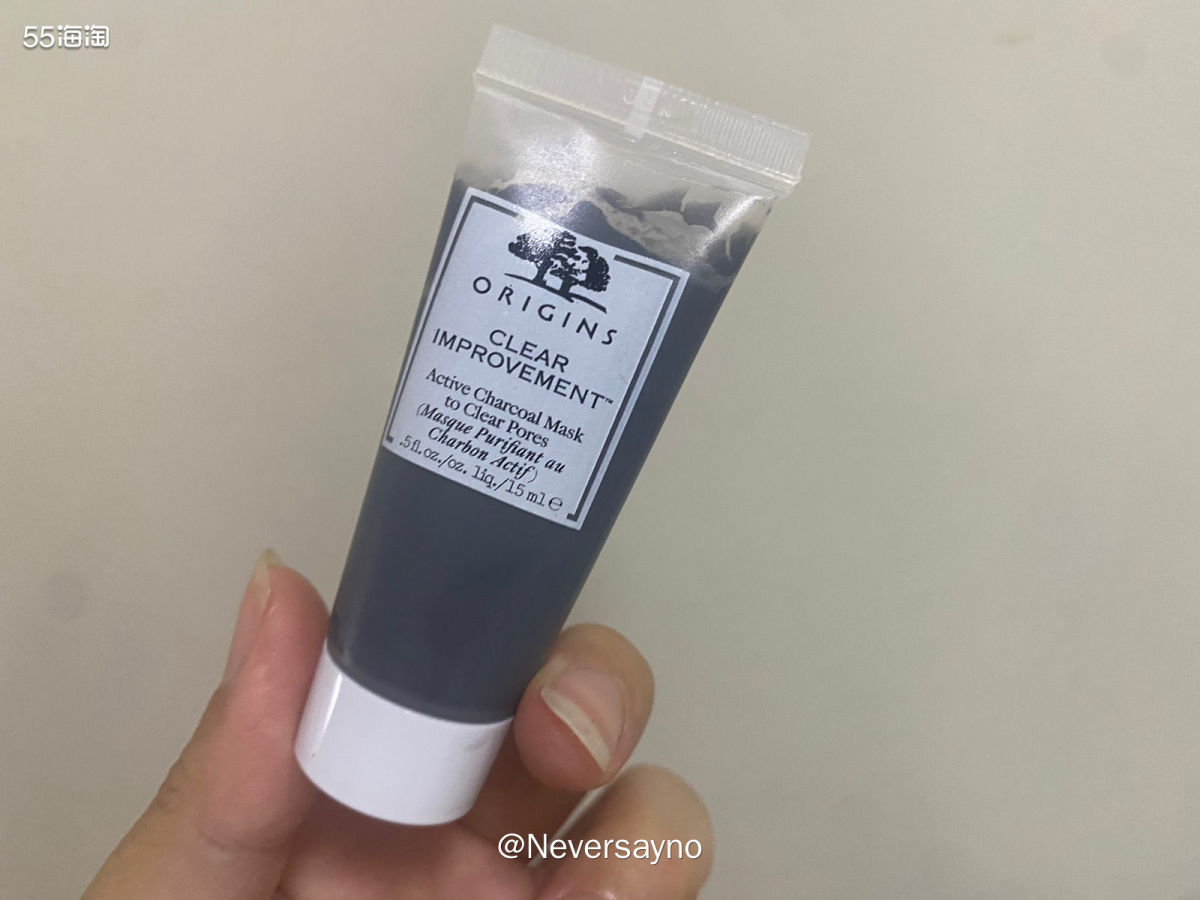 55海淘
ORIGINS
CLEAR
IMPROVEMENT™
Active Charcoal Mask
to Clear Pores
(Masque Purifiant au
Charbon Actif)
.5 fl.oz./oz. liq./15 ml ℮
@Neversayno